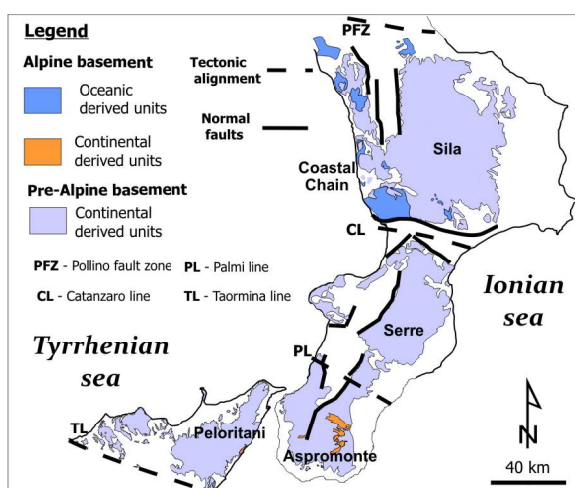 Legend
Alpine basement
Oceanic
derived units
Continental
derived units
Pre-Alpine basement
Continental
derived units
Tectonic
alignment
Normal
faults
PFZ - Pollino fault zone
PL - Palmi line
CL - Catanzaro line
TL - Taormina line
PFZ
Sila
Coastal
Chain
CL
Ionian
sea
Serre
Tyrrhenian
sea
PL
TL
Peloritani
Aspromonte
N
40 km